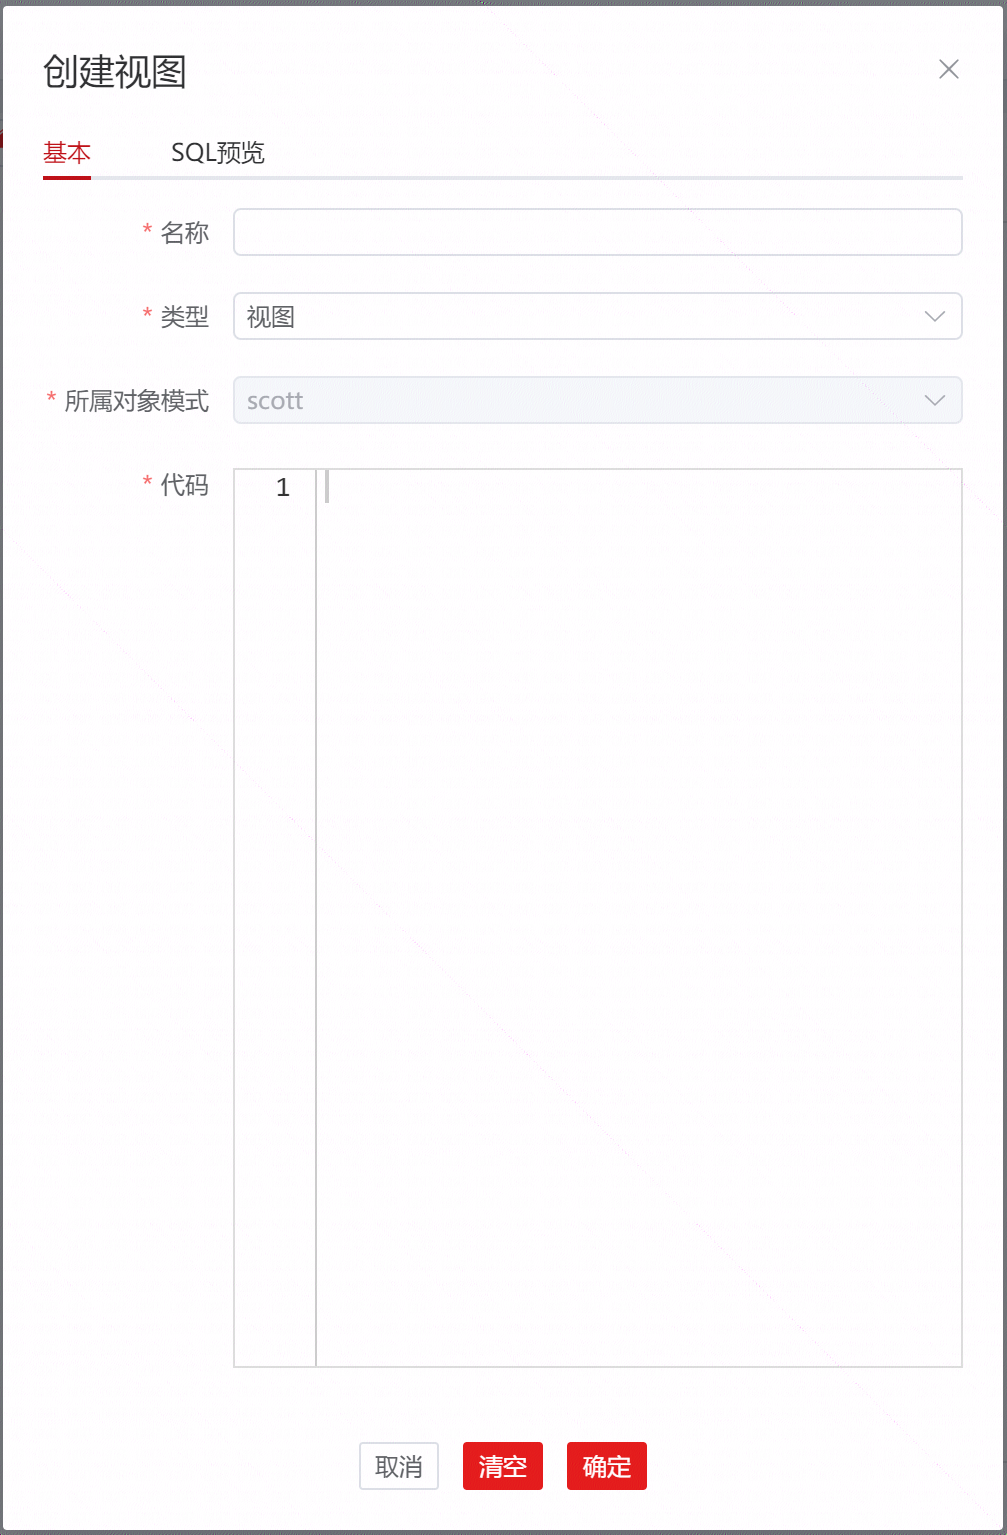 创建视图
基本 SQL预览
* 名称
* 类型 视图
* 所属对象模式 scott
* 代码 1
取消 清空 确定